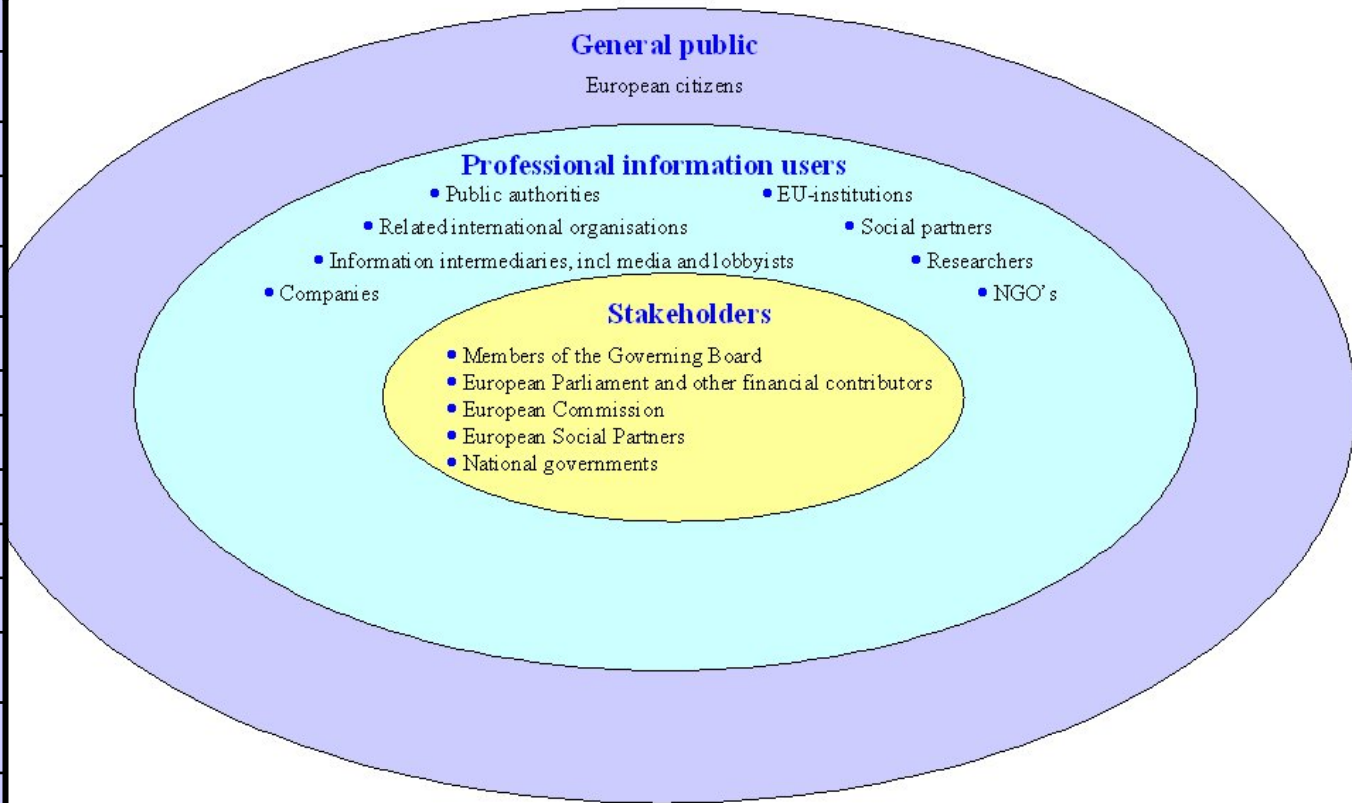 General public
European citizens
Professional information users
• Public authorities • EU-institutions
• Related international organisations • Social partners
• Information intermediaries, incl media and lobbyists • Researchers
• Companies • NGO's
Stakeholders
• Members of the Governing Board
• European Parliament and other financial contributors
• European Commission
• European Social Partners
• National governments